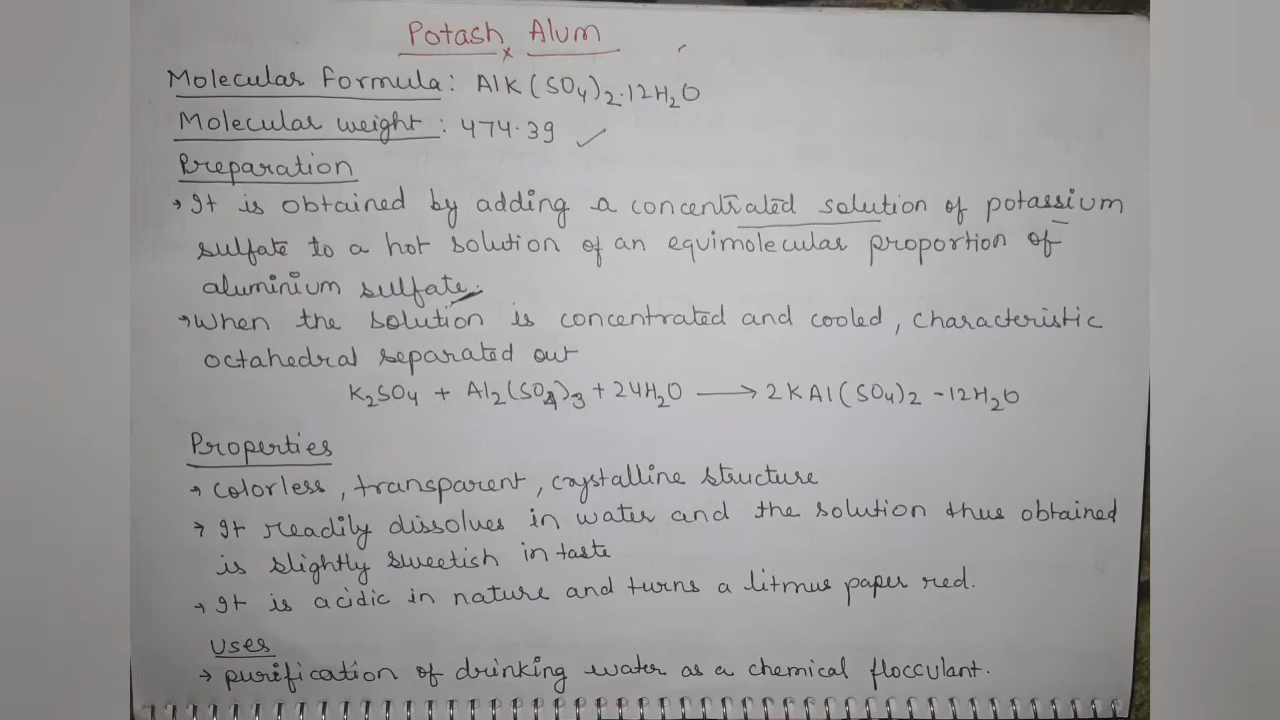 Potash Alum
Molecular formula: AlK(SO4)2.12H2O
Molecular weight: 474.39
Preparation
→ It is obtained by adding a concentrated solution of potassium
sulfate to a hot solution of an equimolecular proportion of
aluminium sulfate.
→ When the solution is concentrated and cooled, characteristic
octahedral separated out
K2SO4 + Al2(SO4)3 + 24H2O → 2KAl(SO4)2 - 12H2O
Properties
→ colorless, transparent, crystalline structure
→ It readily dissolves in water and the solution thus obtained
is slightly sweetish in taste
→ It is acidic in nature and turns a litmus paper red.
Uses
→ purification of drinking water as a chemical flocculant.